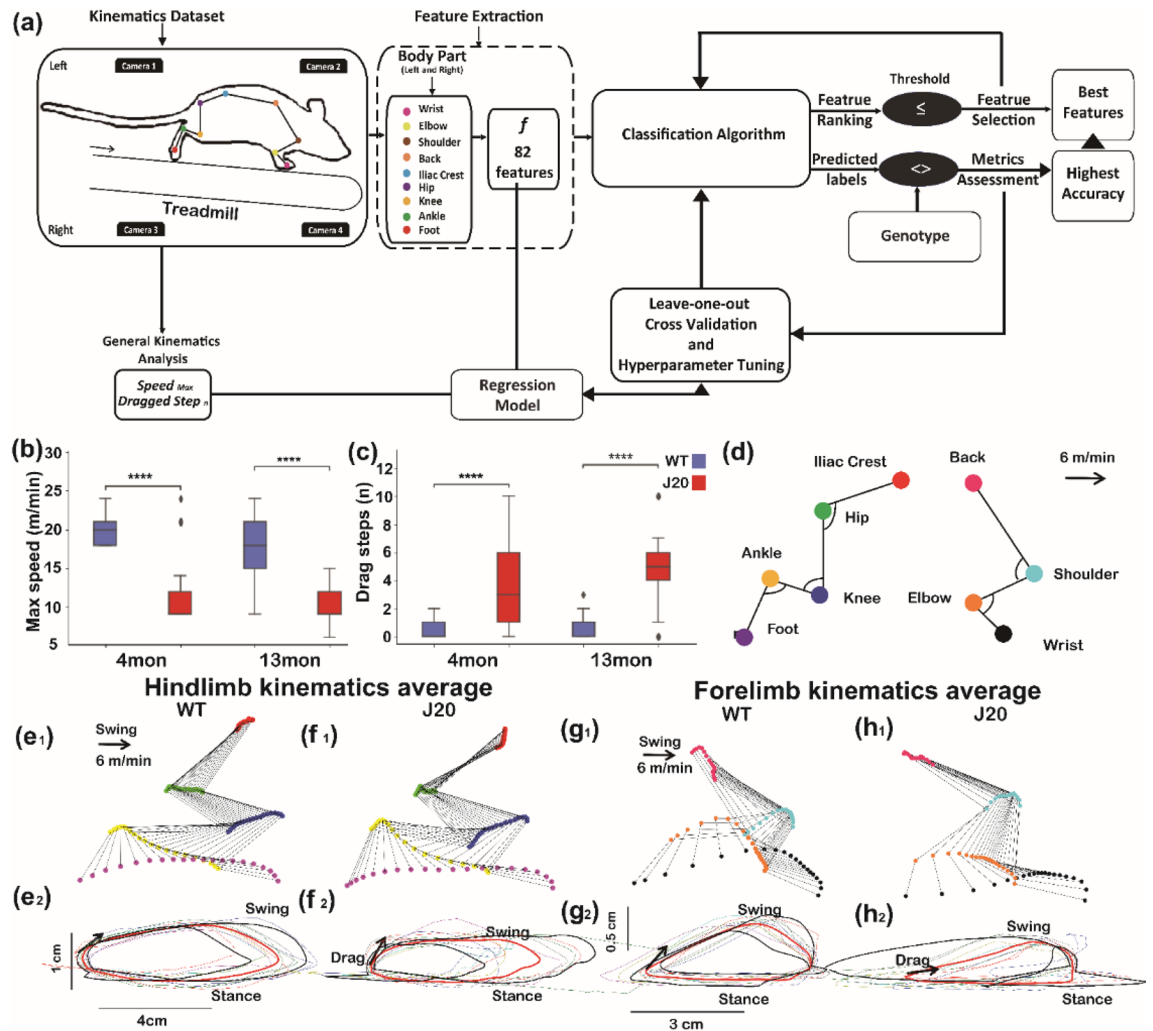 (a)
Kinematics Dataset
Feature Extraction
Left
Camera 1
Camera 2
Treadmill
Right
Camera 3
Camera 4
Body Part
(Left and Right)
Wrist
Elbow
Shoulder
Back
Iliac Crest
Hip
Knee
Ankle
Foot
f
82
features
Classification Algorithm
Featrue
Ranking
Threshold
≤
Featrue
Selection
Best
Features
Predicted
labels
<>
Metrics
Assessment
Highest
Accuracy
Genotype
Leave-one-out
Cross Validation
and
Hyperparameter Tuning
General Kinematics
Analysis
Speed Max
Dragged Step n
Regression
Model
(b)
Max speed (m/min)
30
25
20
15
10
5
****
****
4mon
13mon
(c)
Drag steps (n)
12
10
8
6
4
2
0
****
****
WT
J20
4mon
13mon
(d)
Iliac Crest
Back
6 m/min
Hip
Ankle
Knee
Foot
Shoulder
Elbow
Wrist
Hindlimb kinematics average
WT
J20
Forelimb kinematics average
WT
J20
(e1)
Swing
6 m/min
(f 1)
(g1)
Swing
6 m/min
(h1)
(e2)
1 cm
Swing
Stance
4cm
(f 2)
Drag
Swing
Stance
(g2)
0.5 cm
Swing
Stance
3 cm
(h2)
Drag
Swing
Stance